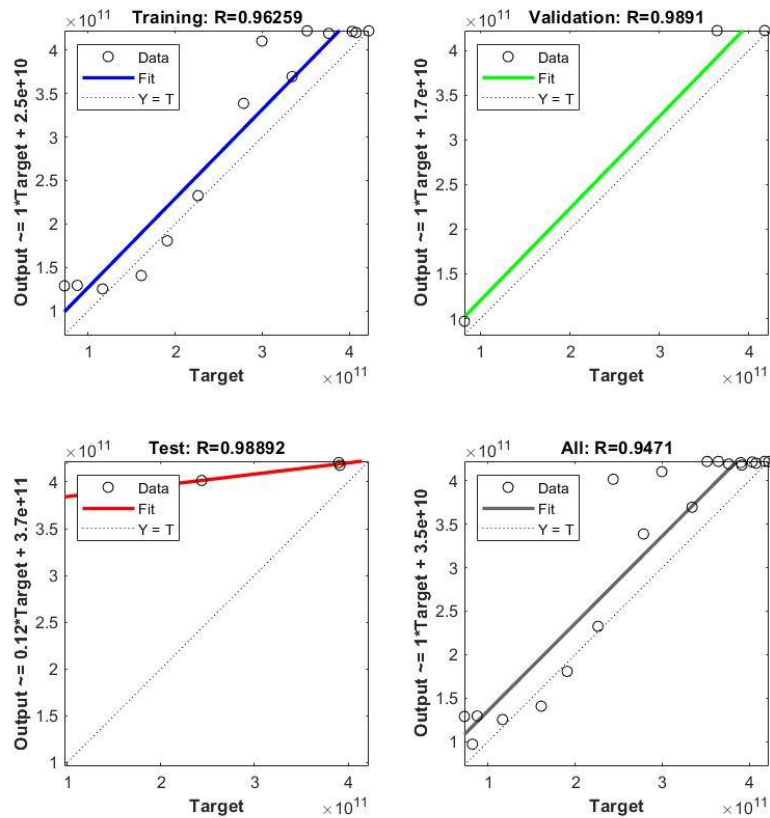 Training: R=0.96259
×10^11
Output ~= 1*Target + 2.5e+10
4
3.5
3
2.5
2
1.5
1
Data
Fit
Y = T
1 2 3 4
Target
×10^11
Validation: R=0.9891
×10^11
Output ~= 1*Target + 1.7e+10
4
3.5
3
2.5
2
1.5
1
Data
Fit
Y = T
1 2 3 4
Target
×10^11
Test: R=0.98892
×10^11
Output ~= 0.12*Target + 3.7e+11
4
3.5
3
2.5
2
1.5
1
Data
Fit
Y = T
1 2 3 4
Target
×10^11
All: R=0.9471
×10^11
Output ~= 1*Target + 3.5e+10
4
3.5
3
2.5
2
1.5
1
Data
Fit
Y = T
1 2 3 4
Target
×10^11